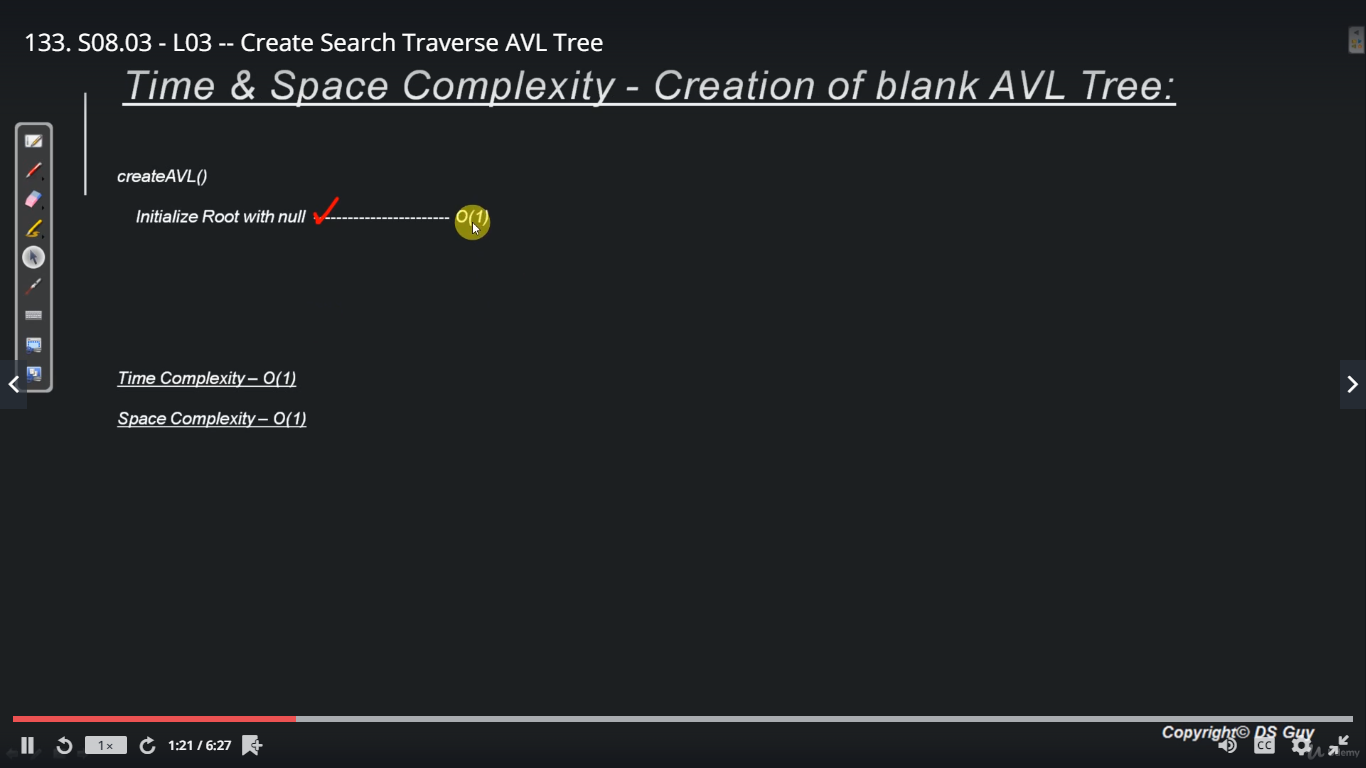 133. S08.03 - L03 -- Create Search Traverse AVL Tree
Time & Space Complexity - Creation of blank AVL Tree:
createAVL()
Initialize Root with null ----------------------- O(1)
Time Complexity – O(1)
Space Complexity – O(1)
Copyright© DS Guy
1x
1:21 / 6:27
CC